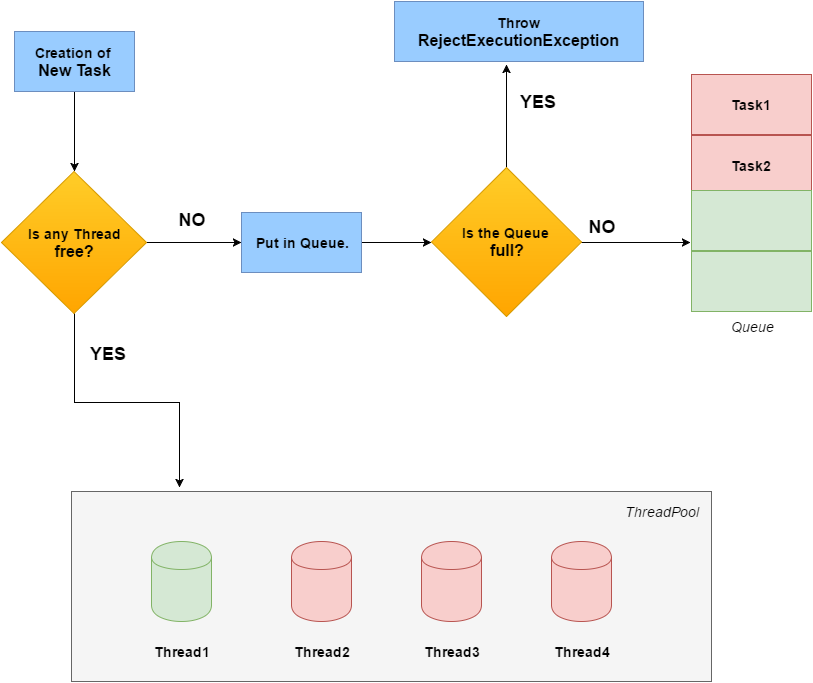 Throw
RejectExecutionException
Creation of
New Task
YES
Task1
Task2
Is any Thread
free?
NO
Put in Queue.
Is the Queue
full?
NO
Queue
YES
ThreadPool
Thread1
Thread2
Thread3
Thread4